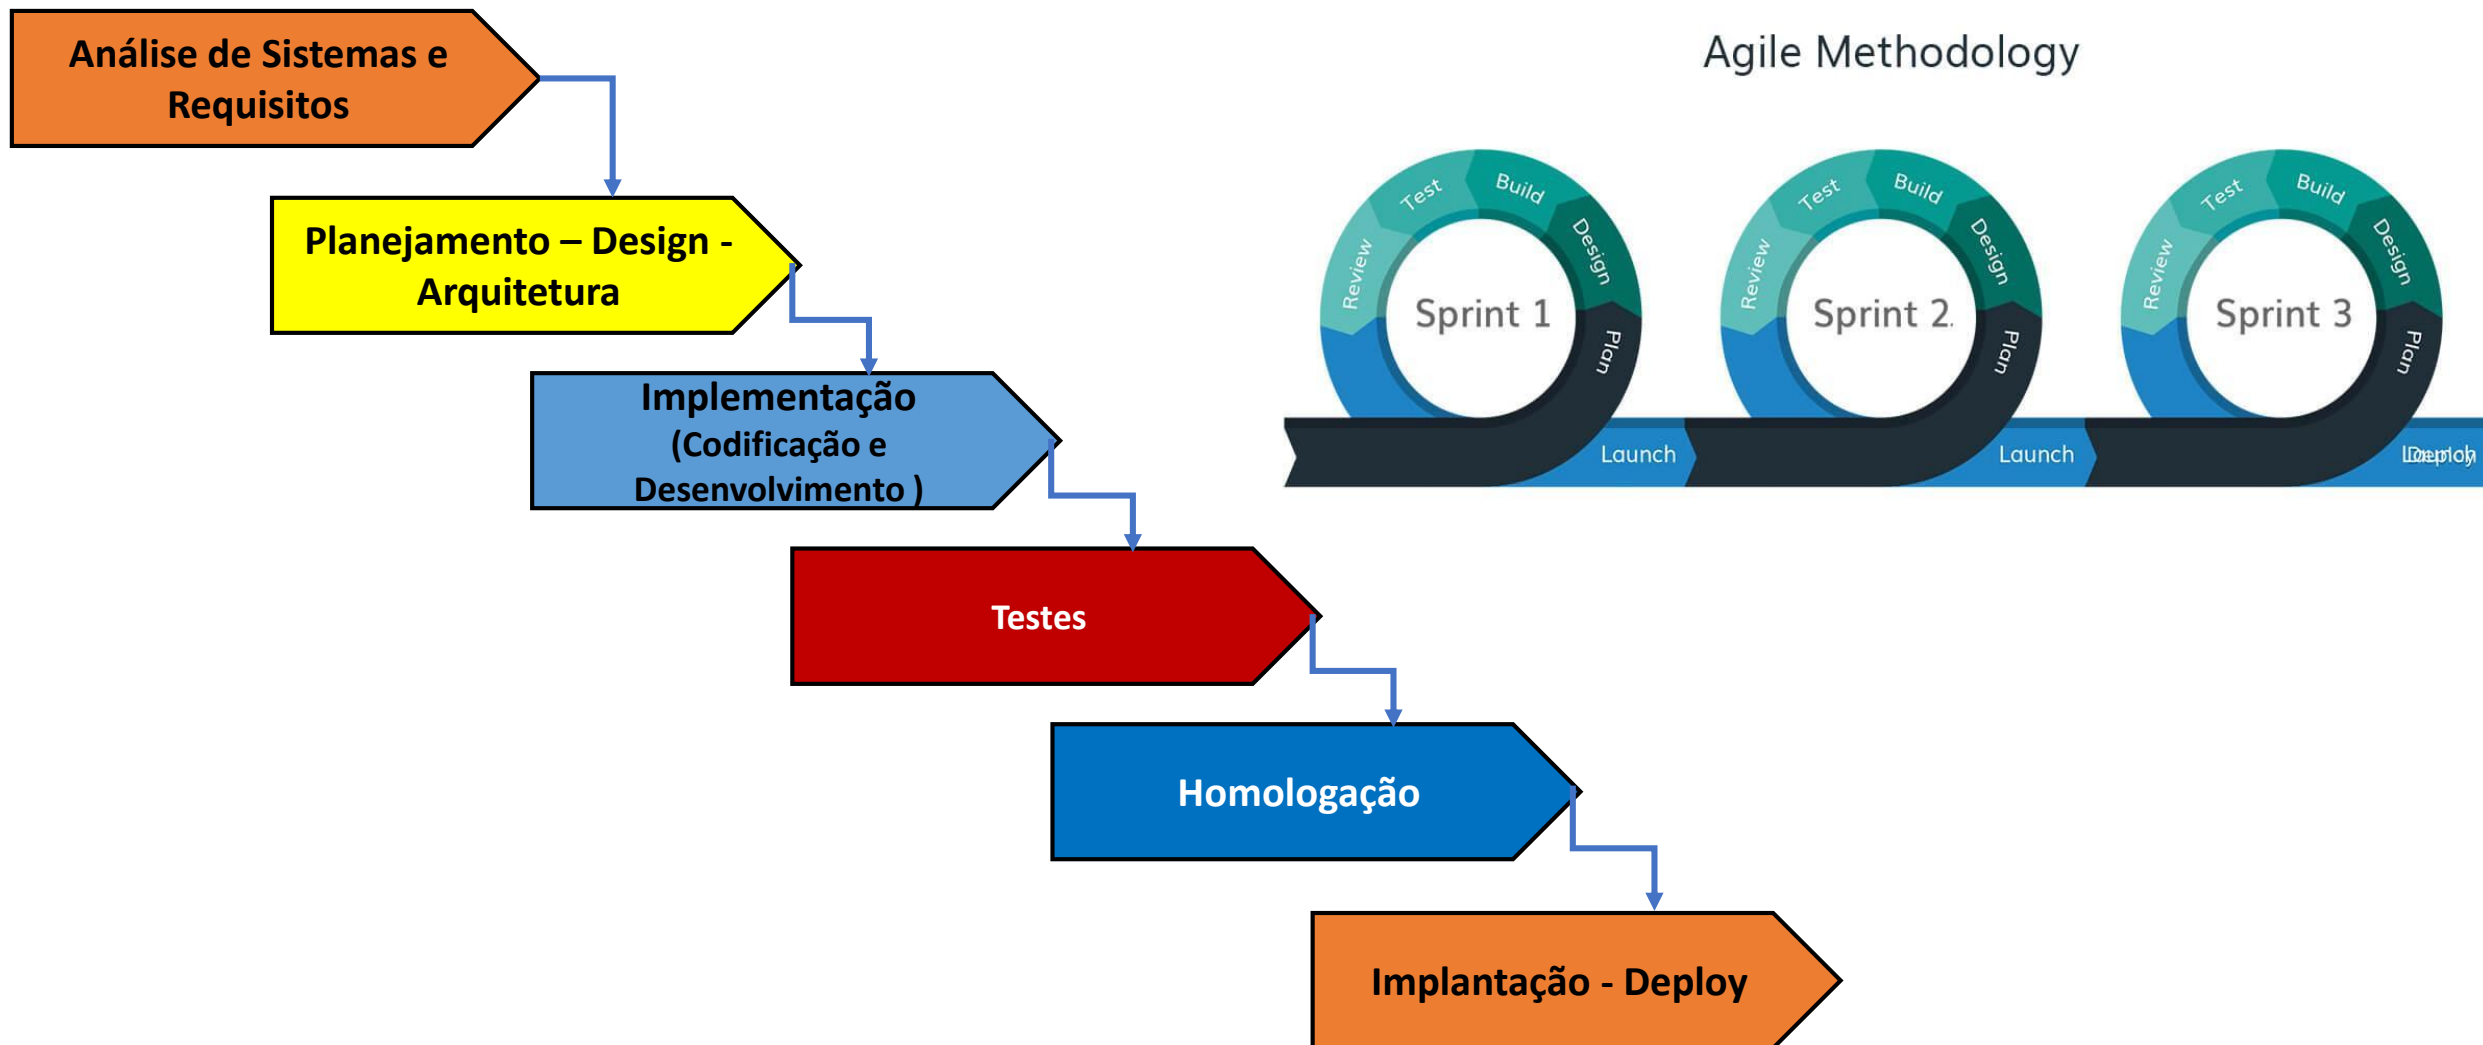 Análise de Sistemas e
Requisitos
Planejamento – Design -
Arquitetura
Implementação
(Codificação e
Desenvolvimento )
Testes
Homologação
Implantação - Deploy
Agile Methodology
Sprint 1
Plan
Design
Build
Test
Review
Launch
Sprint 2.
Plan
Design
Build
Test
Review
Launch
Sprint 3
Plan
Design
Build
Test
Review
Launch
Deploy